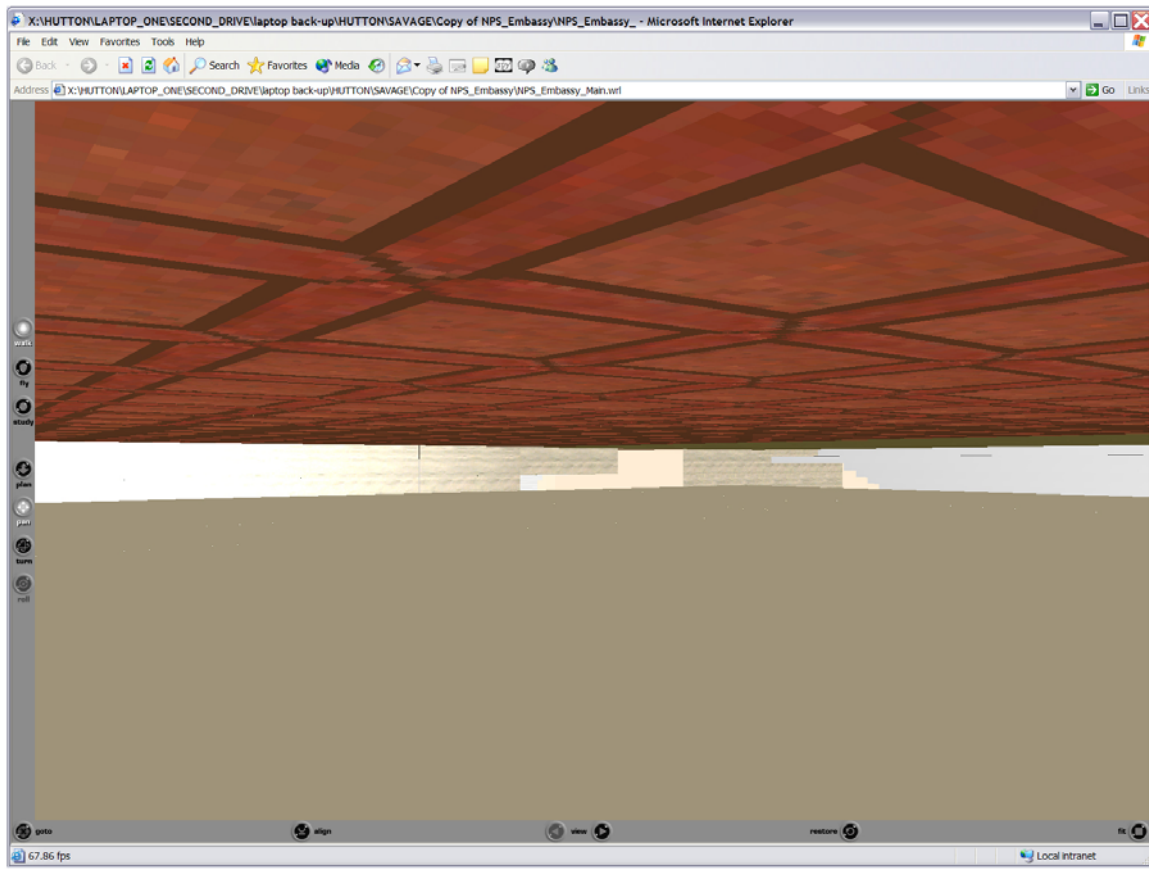 X:\HUTTON\LAPTOP_ONE\SECOND_DRIVE\laptop back-up\HUTTON\SAVAGE\Copy of NPS_Embassy\NPS_Embassy_ - Microsoft Internet Explorer
File Edit View Favorites Tools Help
Back Search Favorites Media
Address X:\HUTTON\LAPTOP_ONE\SECOND_DRIVE\laptop back-up\HUTTON\SAVAGE\Copy of NPS_Embassy\NPS_Embassy_Main.wrl Go Links
walk
fly
study
plan
pan
turn
roll
goto align view restore fit
67.86 fps Local intranet